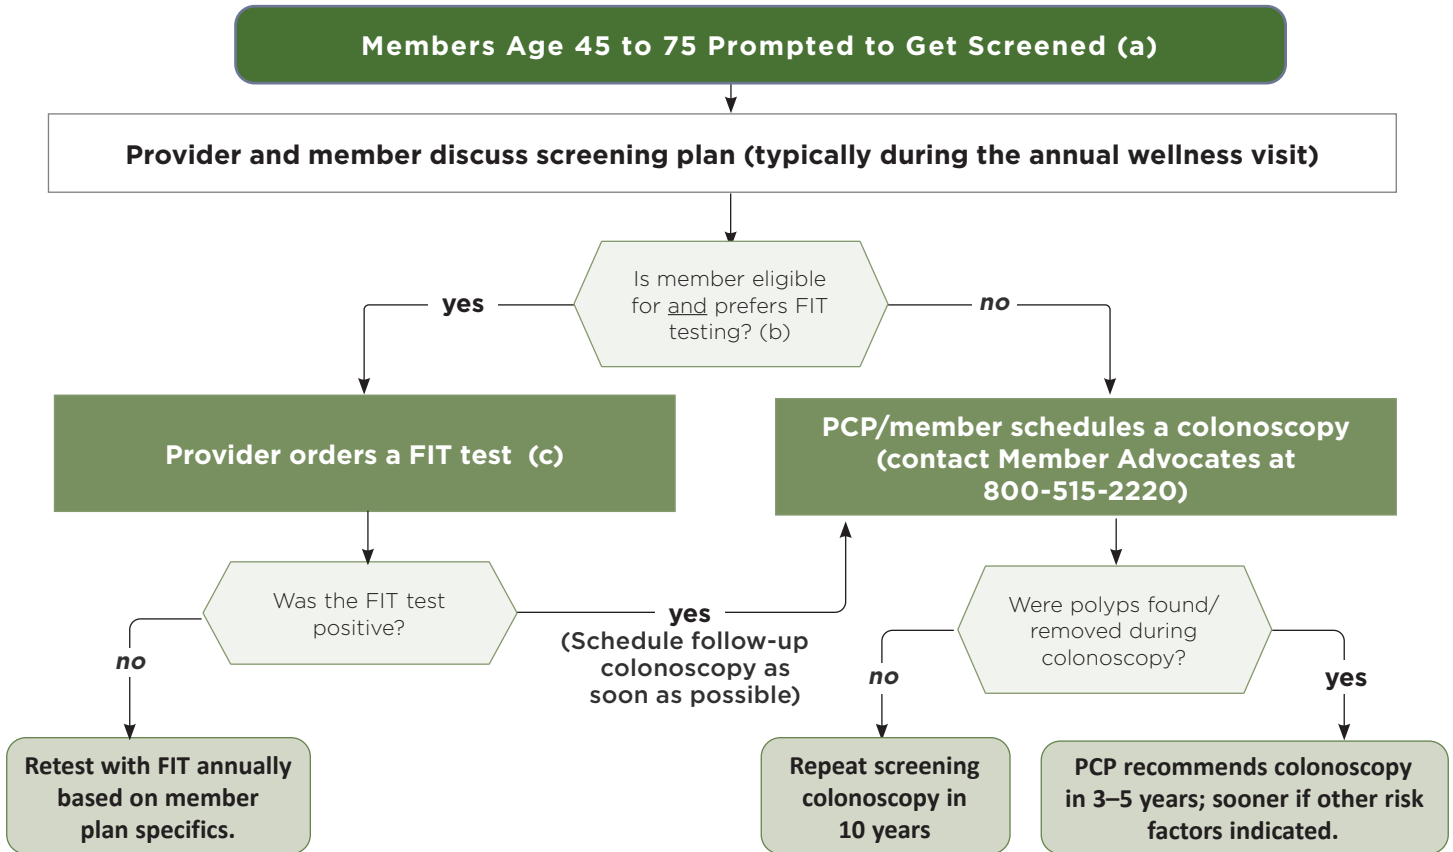 Members Age 45 to 75 Prompted to Get Screened (a)
Provider and member discuss screening plan (typically during the annual wellness visit)
Is member eligible
for and prefers FIT
testing? (b)
yes
no
Provider orders a FIT test (c)
PCP/member schedules a colonoscopy
(contact Member Advocates at
800-515-2220)
Was the FIT test
positive?
yes
(Schedule follow-up
colonoscopy as
soon as possible)
no
Were polyps found/
removed during
colonoscopy?
no
yes
Retest with FIT annually
based on member
plan specifics.
Repeat screening
colonoscopy in
10 years
PCP recommends colonoscopy
in 3–5 years; sooner if other risk
factors indicated.